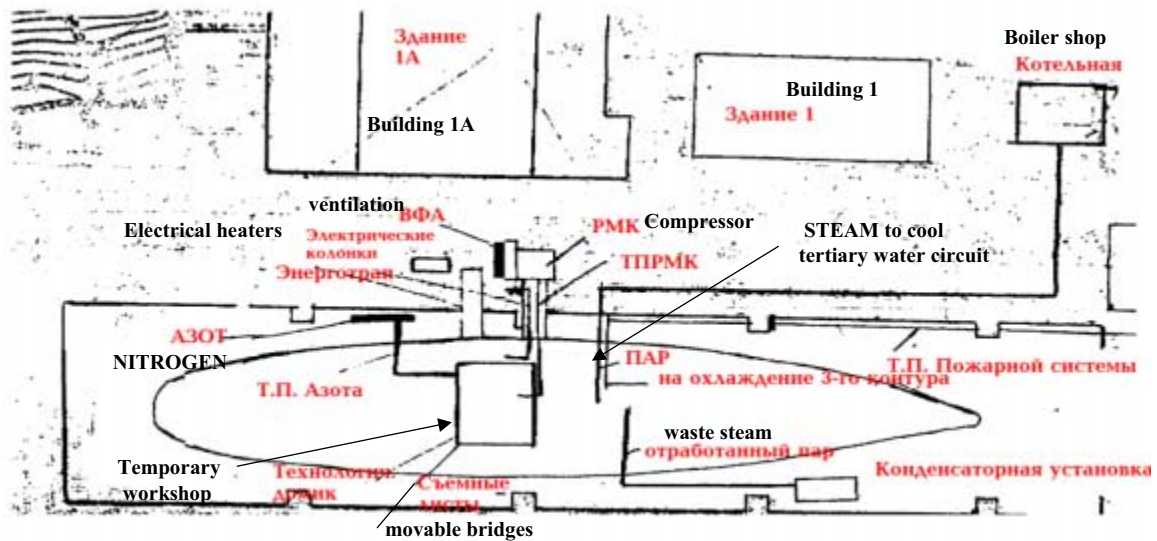 Здание
1А
Building 1A
Building 1
Здание 1
Boiler shop
Котельная
ventilation
ВФА
Electrical heaters
Электрические
колонки
Энерготрап
РМК
Compressor
ТПРМК
STEAM to cool
tertiary water circuit
АЗОТ
NITROGEN
Т.П. Азота
ПАР
на охлаждение 3-го контура
Т.П. Пожарной системы
waste steam
отработанный пар
Конденсаторная установка
Temporary
workshop
Съемные
листы
movable bridges